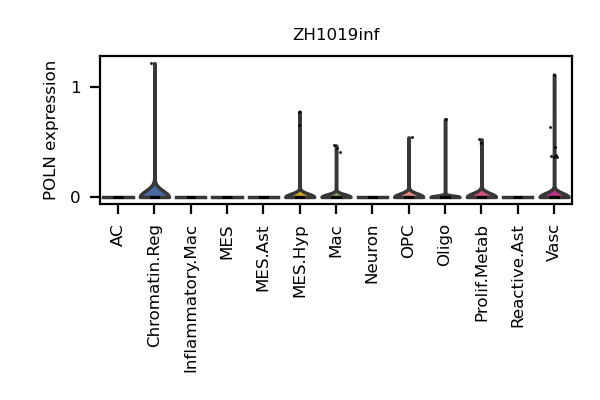 ZH1019inf
POLN expression
1
0
AC
Chromatin.Reg
Inflammatory.Mac
MES
MES.Ast
MES.Hyp
Mac
Neuron
OPC
Oligo
Prolif.Metab
Reactive.Ast
Vasc